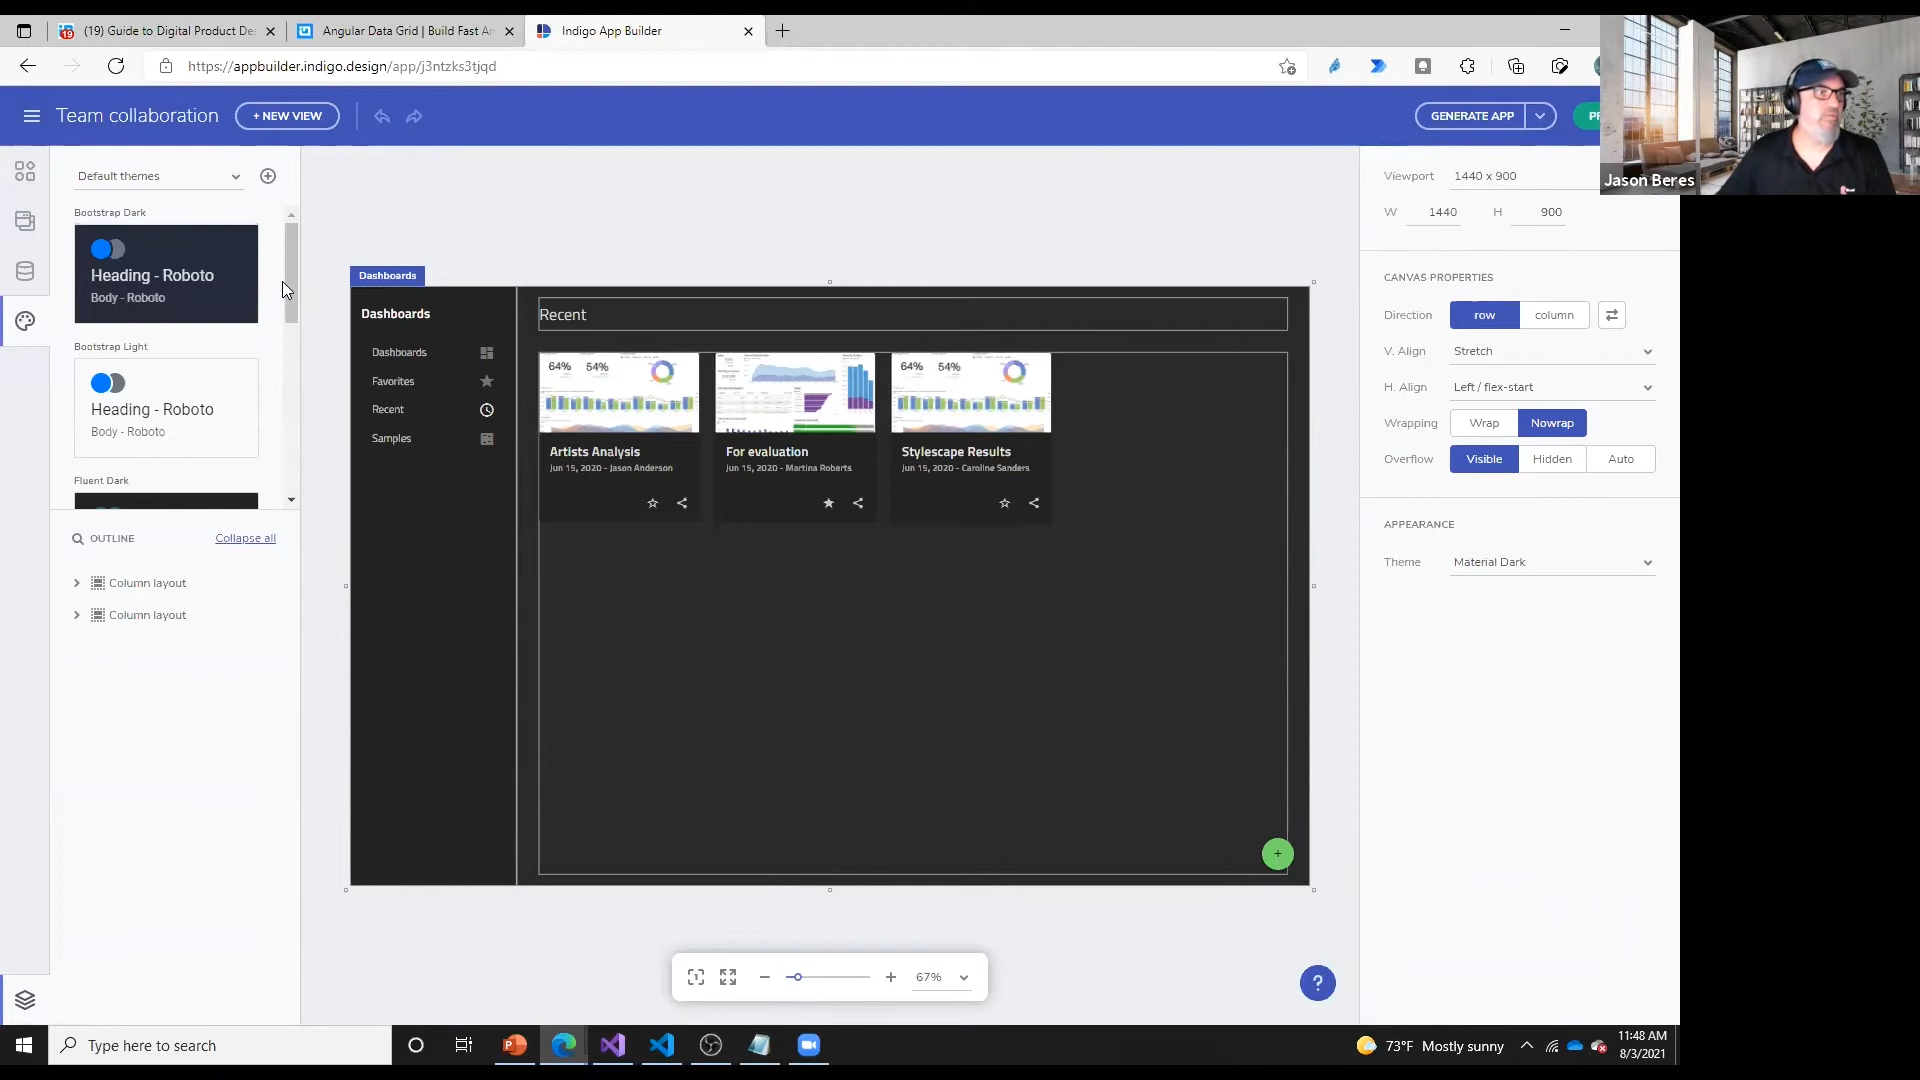 (19) Guide to Digital Product De
Angular Data Grid | Build Fast An
Indigo App Builder
https://appbuilder.indigo.design/app/j3ntzks3tjqd
Team collaboration
+ NEW VIEW
GENERATE APP
Jason Beres
Default themes
Bootstrap Dark
Heading - Roboto
Body - Roboto
Bootstrap Light
Heading - Roboto
Body - Roboto
Fluent Dark
OUTLINE
Collapse all
Column layout
Column layout
Dashboards
Dashboards
Dashboards
Favorites
Recent
Samples
Recent
64% 54%
64% 54%
Artists Analysis
Jun 15, 2020 - Jason Anderson
For evaluation
Jun 15, 2020 - Martina Roberts
Stylescape Results
Jun 15, 2020 - Caroline Sanders
+
67%
?
Viewport 1440 x 900
W 1440 H 900
CANVAS PROPERTIES
Direction row column
V. Align Stretch
H. Align Left / flex-start
Wrapping Wrap Nowrap
Overflow Visible Hidden Auto
APPEARANCE
Theme Material Dark
Type here to search
73°F Mostly sunny
11:48 AM
8/3/2021